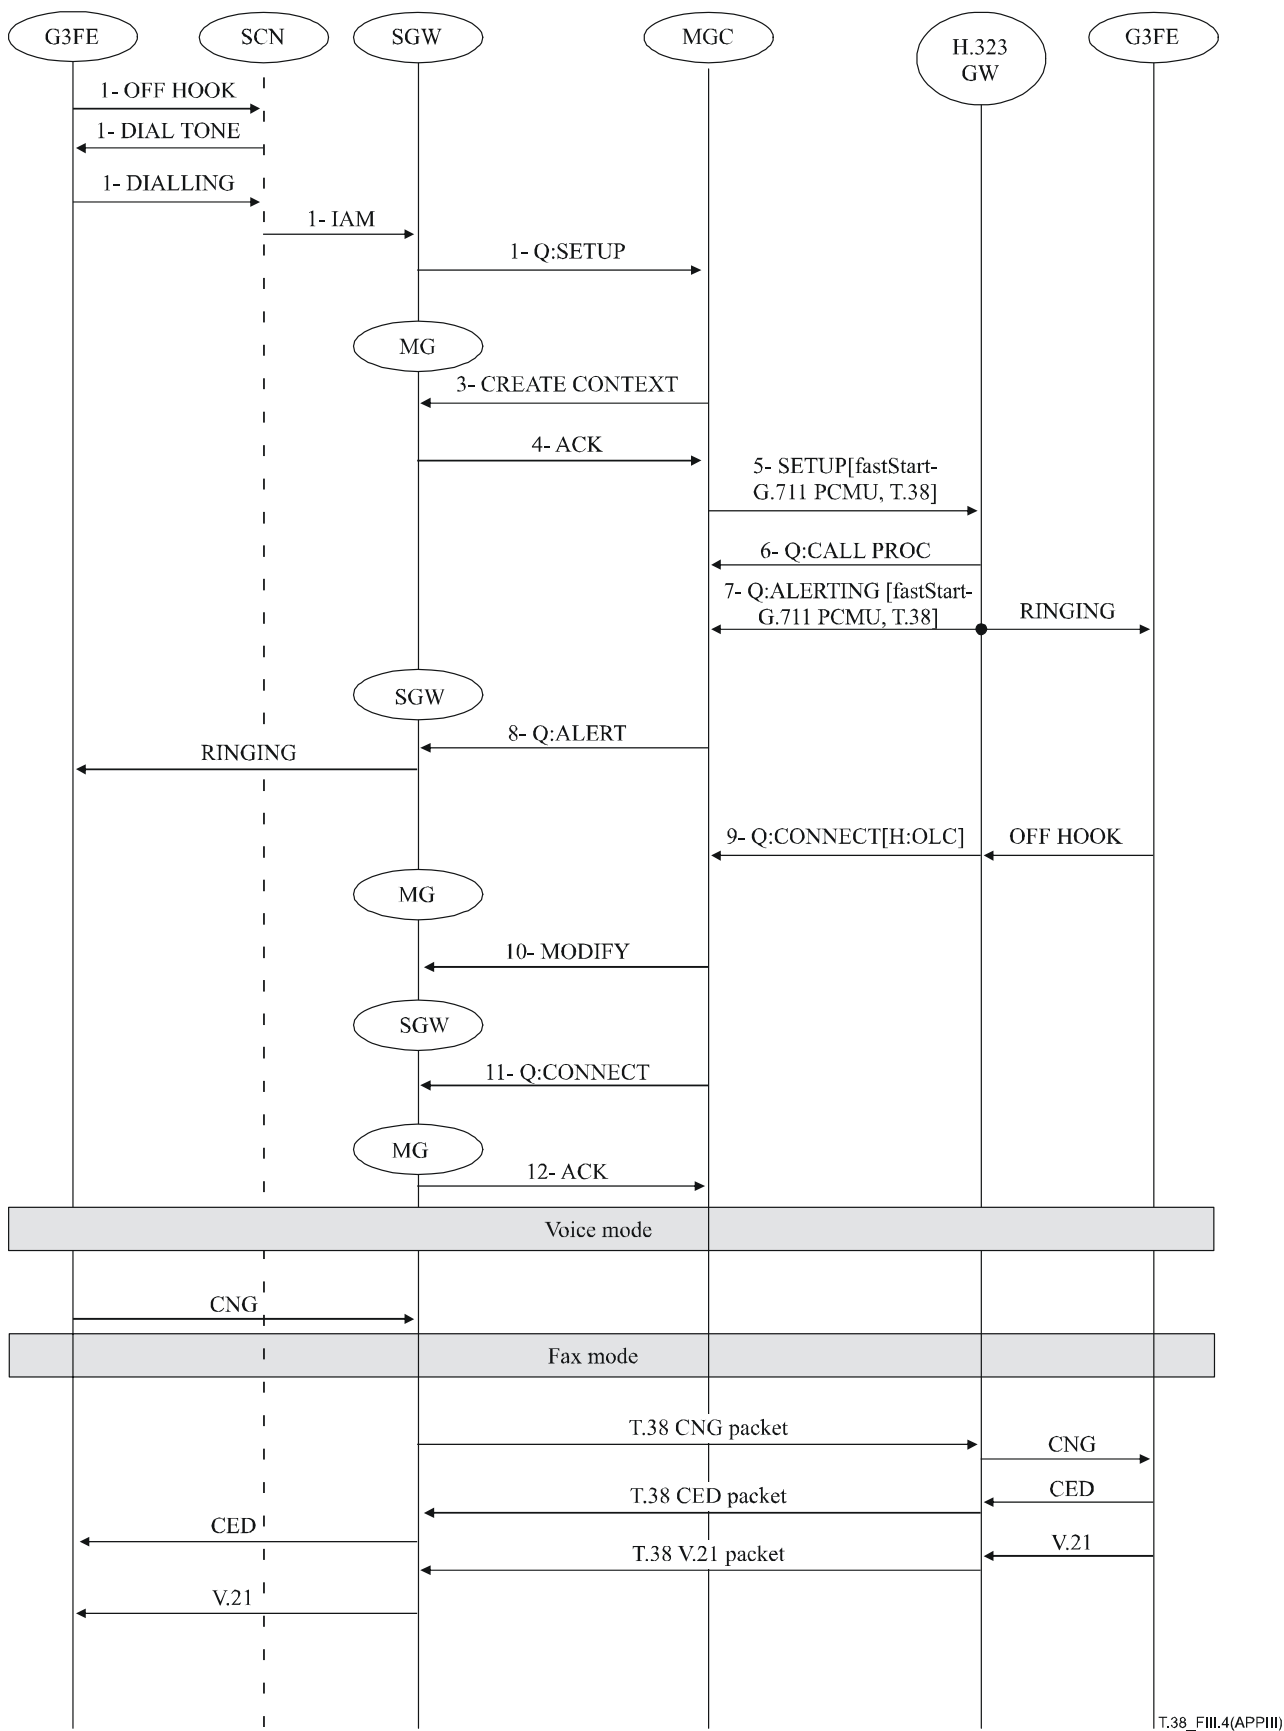 G3FE
SCN
SGW
MGC
H.323
GW
G3FE
1- OFF HOOK
1- DIAL TONE
1- DIALLING
1- IAM
1- Q:SETUP
MG
3- CREATE CONTEXT
4- ACK
5- SETUP[fastStart-
G.711 PCMU, T.38]
6- Q:CALL PROC
7- Q:ALERTING [fastStart-
G.711 PCMU, T.38]
RINGING
SGW
8- Q:ALERT
RINGING
9- Q:CONNECT[H:OLC]
OFF HOOK
MG
10- MODIFY
SGW
11- Q:CONNECT
MG
12- ACK
Voice mode
CNG
Fax mode
T.38 CNG packet
CNG
CED
T.38 CED packet
CED
V.21
T.38 V.21 packet
V.21
T.38_FIII.4(APPIII)